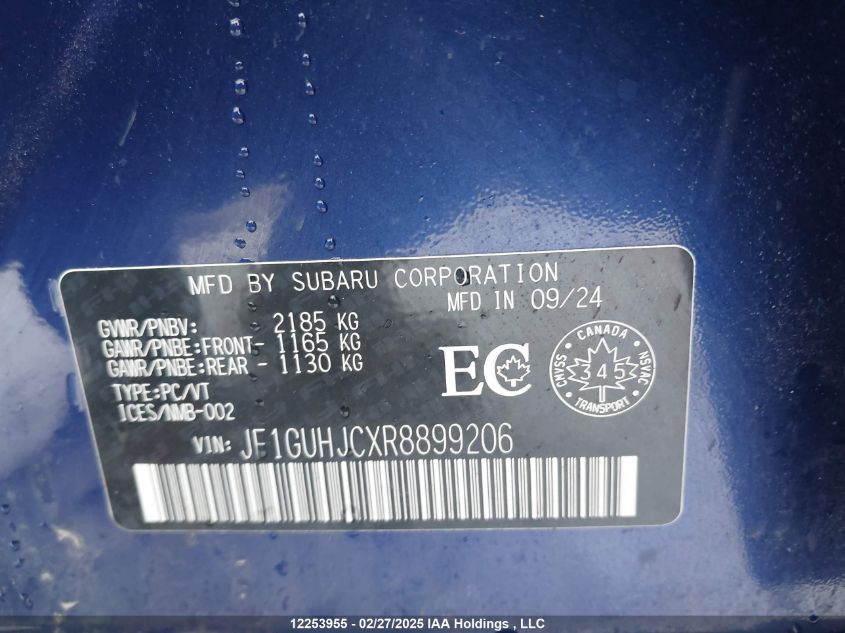 MFD BY SUBARU CORPORATION
MFD IN 09/24
GVWR/PNBV: 2185 KG
GAWR/PNBE:FRONT- 1165 KG
GAWR/PNBE:REAR - 1130 KG
TYPE:PC/VT
ICES/NMB-002
EC
CANADA
CMVSS NSVAC
345
TRANSPORT
VIN: JF1GUHJCXR8899206
12253955 - 02/27/2025 IAA Holdings , LLC